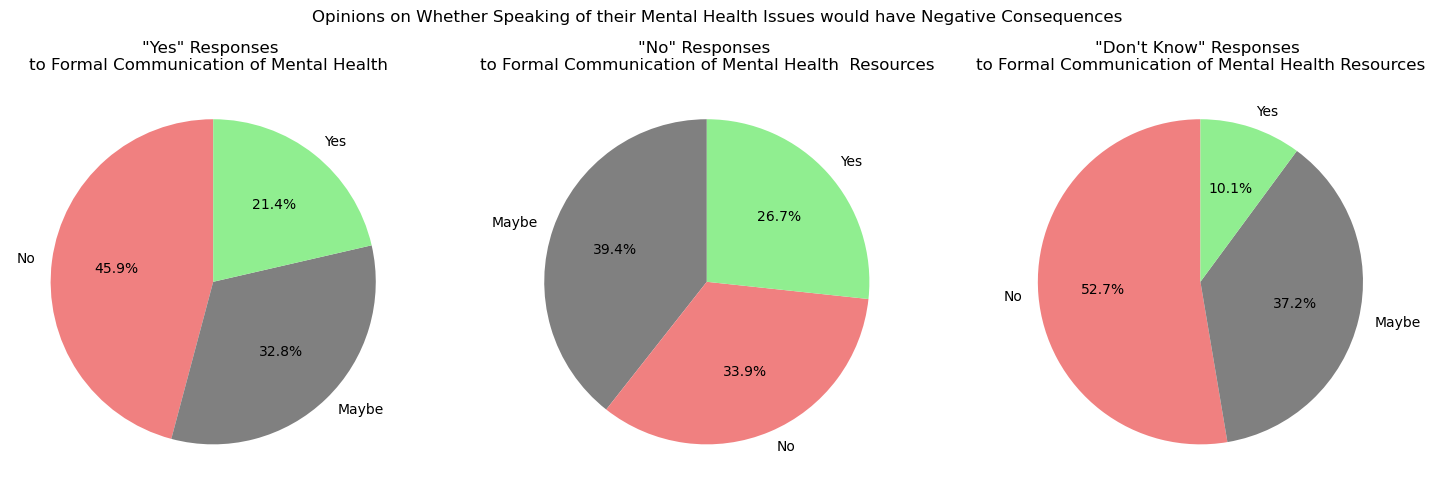 Opinions on Whether Speaking of their Mental Health Issues would have Negative Consequences
"Yes" Responses
to Formal Communication of Mental Health
Yes
21.4%
No
45.9%
32.8%
Maybe
"No" Responses
to Formal Communication of Mental Health  Resources
Yes
26.7%
Maybe
39.4%
33.9%
No
"Don't Know" Responses
to Formal Communication of Mental Health Resources
Yes
10.1%
No
52.7%
37.2%
Maybe